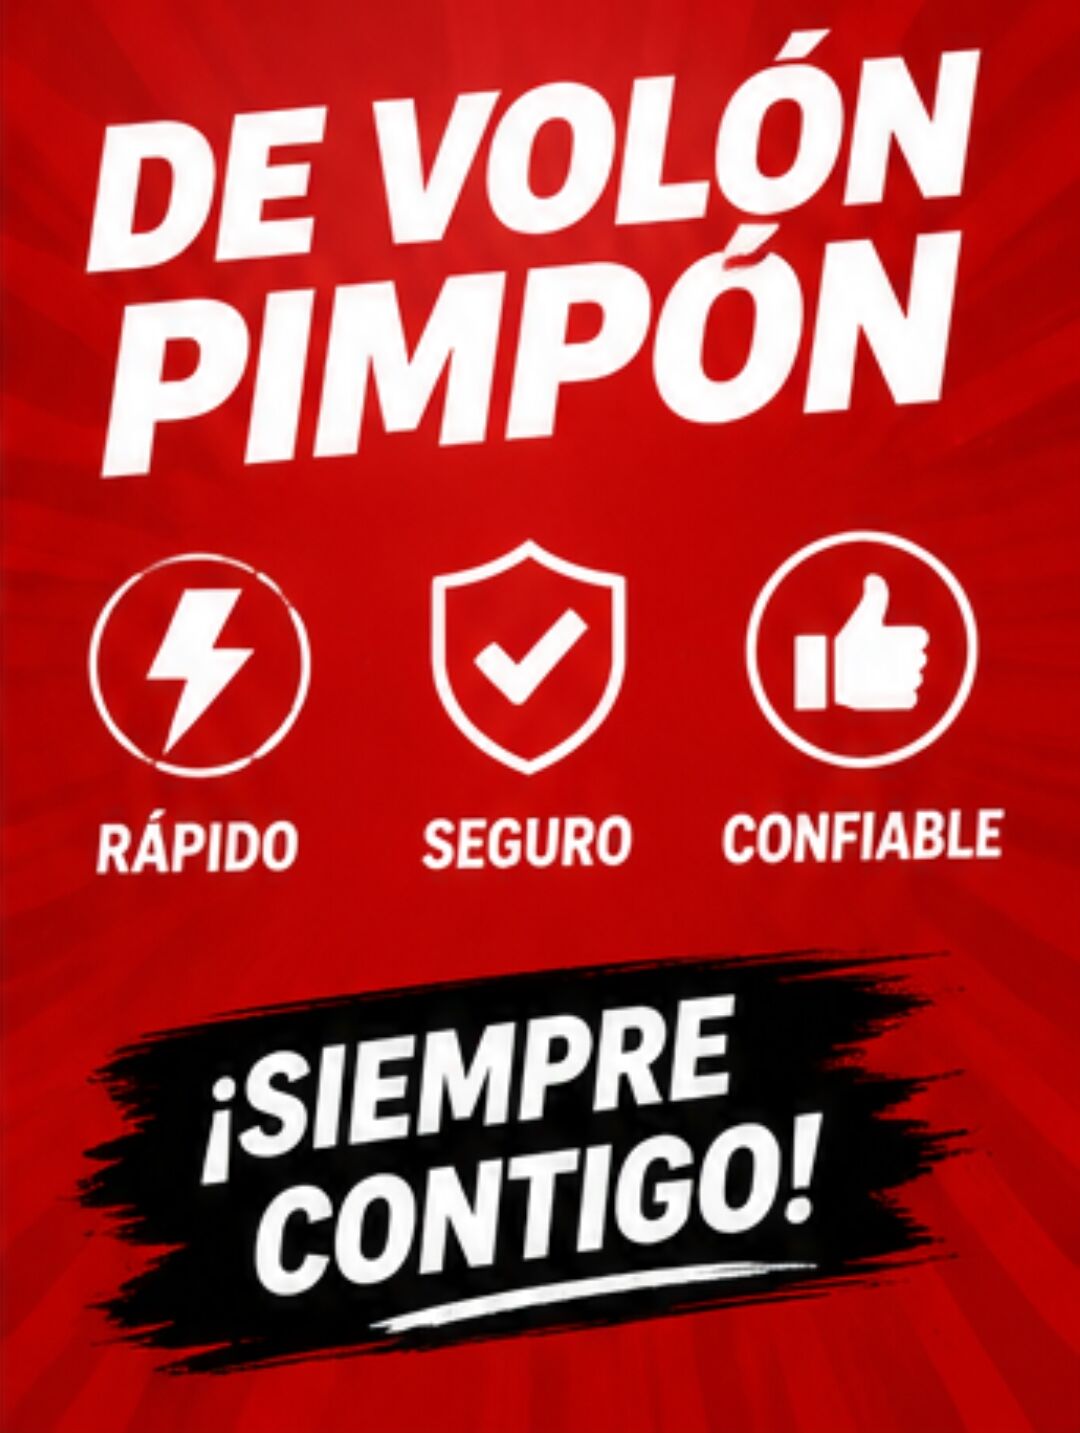 DE VOLÓN
PIMPÓN
RÁPIDO
SEGURO
CONFIABLE
¡SIEMPRE
CONTIGO!